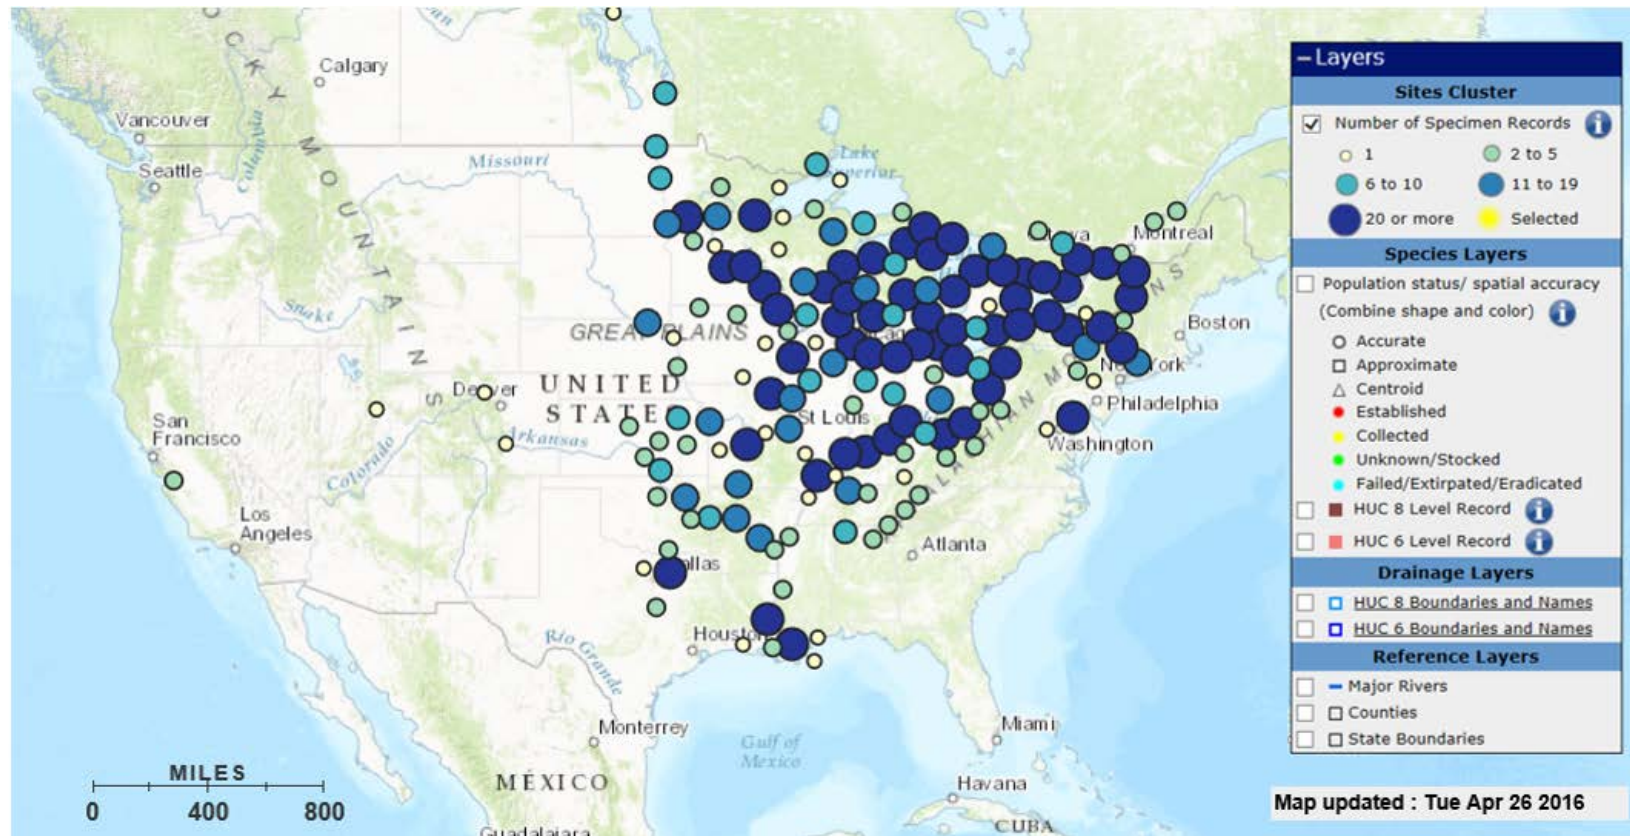 Calgary
Vancouver
Seattle
Columbia
ROCKY MOUNTAINS
Missouri
Lake
Superior
Montreal
Snake
GREAT PLAINS
Boston
Denver
UNITED
STATES
St Louis
Philadelphia
Washington
San
Francisco
Arkansas
Colorado
Los
Angeles
Atlanta
Houston
Rio Grande
Monterrey
Gulf of
Mexico
Miami
MÉXICO
Havana
CUBA
Guadalajara
MILES
0 400 800
Layers
Sites Cluster
Number of Specimen Records i
1 2 to 5
6 to 10 11 to 19
20 or more Selected
Species Layers
Population status/ spatial accuracy
(Combine shape and color) i
Accurate
Approximate
Centroid
Established
Collected
Unknown/Stocked
Failed/Extirpated/Eradicated
HUC 8 Level Record i
HUC 6 Level Record i
Drainage Layers
HUC 8 Boundaries and Names
HUC 6 Boundaries and Names
Reference Layers
Major Rivers
Counties
State Boundaries
Map updated : Tue Apr 26 2016